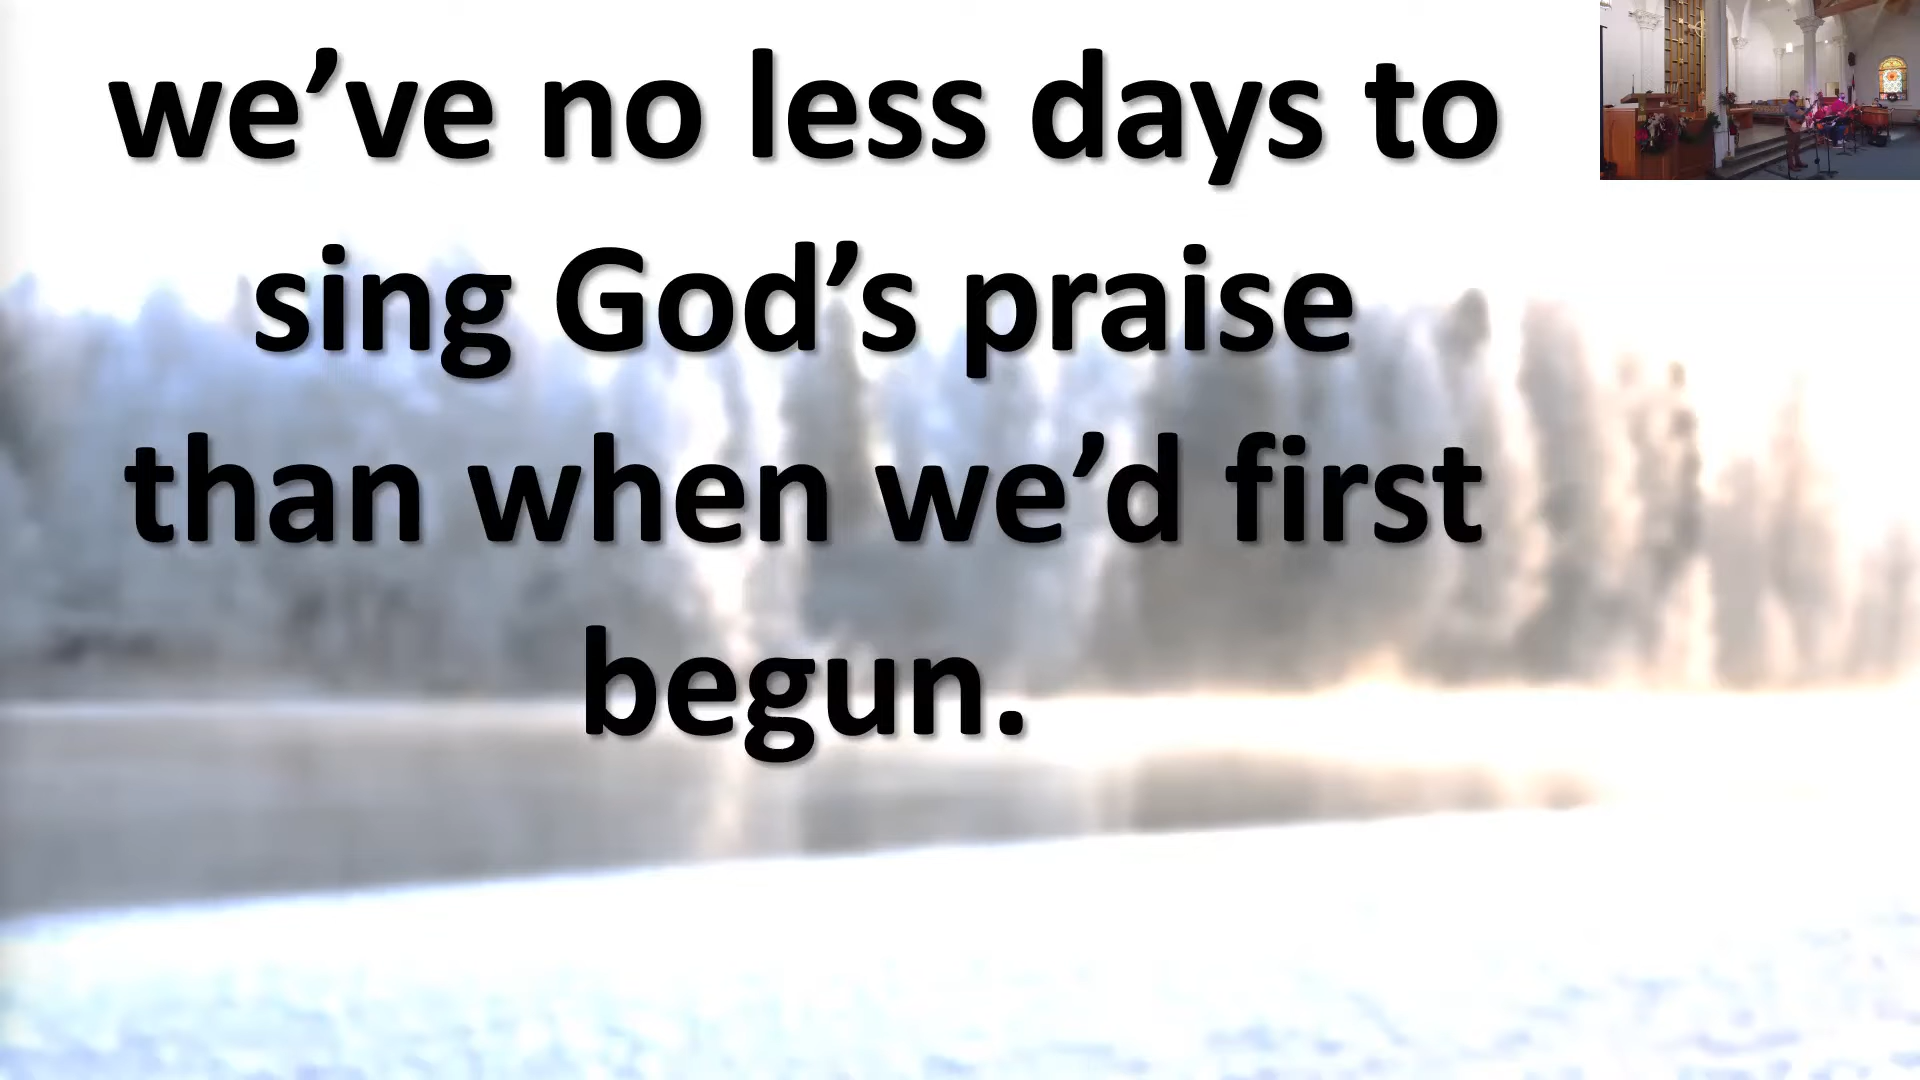 we’ve no less days to
sing God’s praise
than when we’d first
begun.